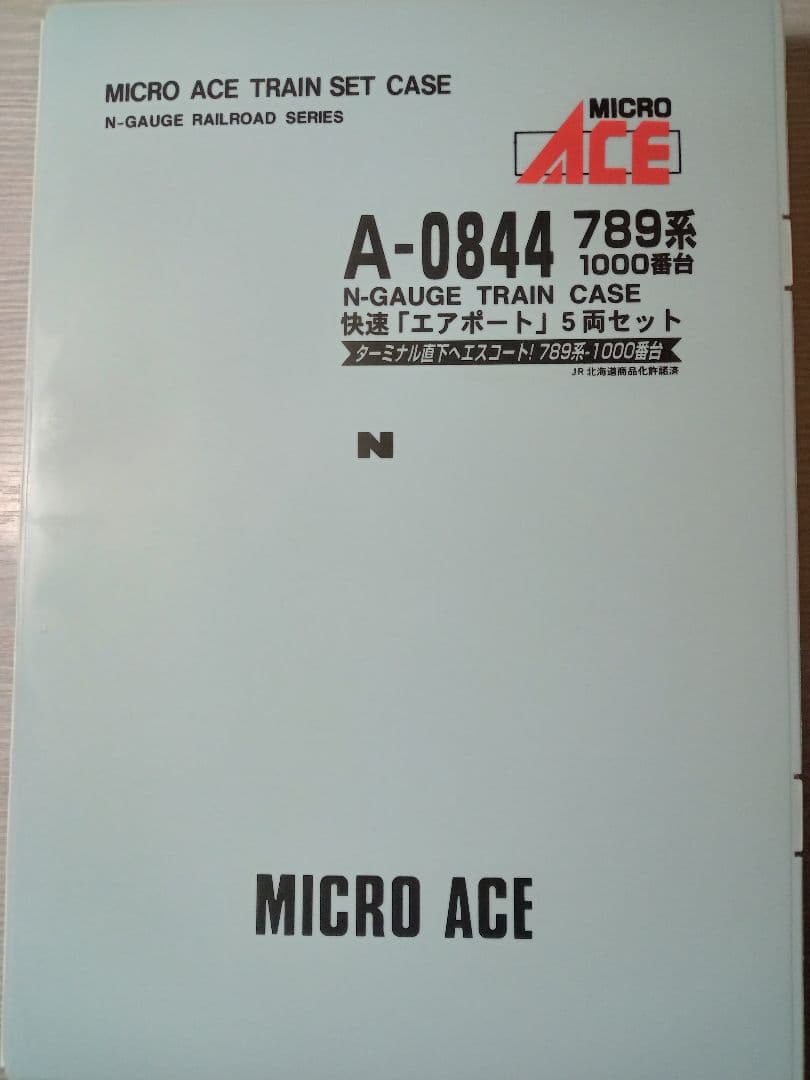 MICRO ACE TRAIN SET CASE
N-GAUGE RAILROAD SERIES
MICRO
ACE
A-0844 789系
1000番台
N-GAUGE TRAIN CASE
快速「エアポート」5両セット
ターミナル直下へエスコート! 789系-1000番台
JR北海道商品化許諾済
N
MICRO ACE